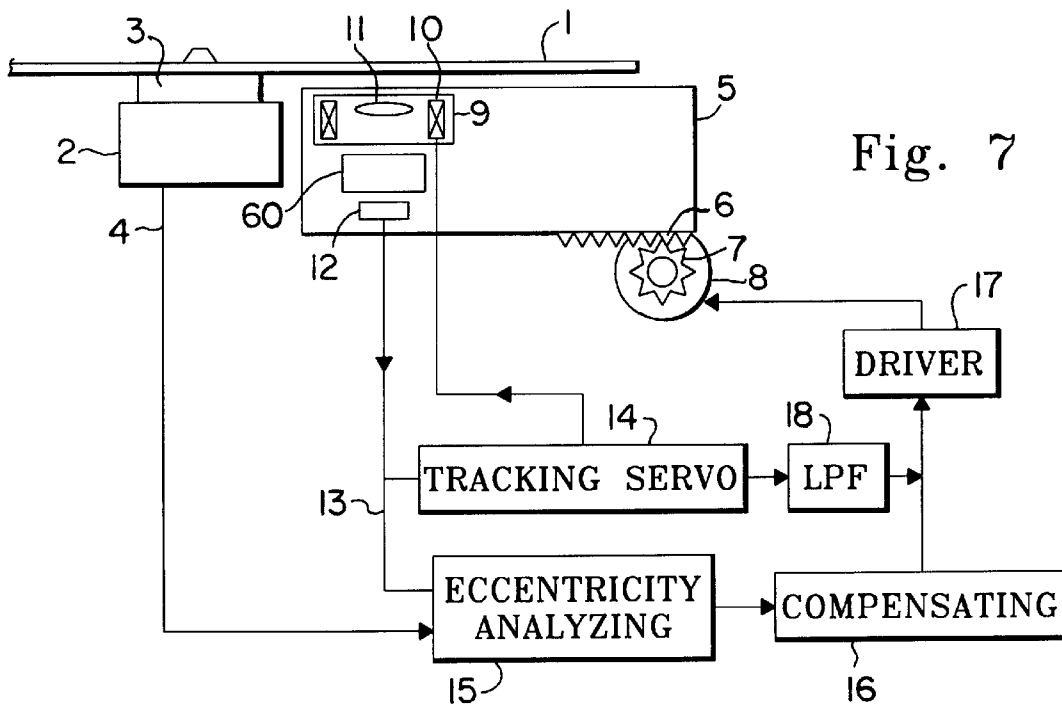 3
11
10
1
5
9
2
Fig. 7
60
6
4
12
7
8
17
DRIVER
14
18
TRACKING SERVO
LPF
13
ECCENTRICITY
ANALYZING
COMPENSATING
15
16